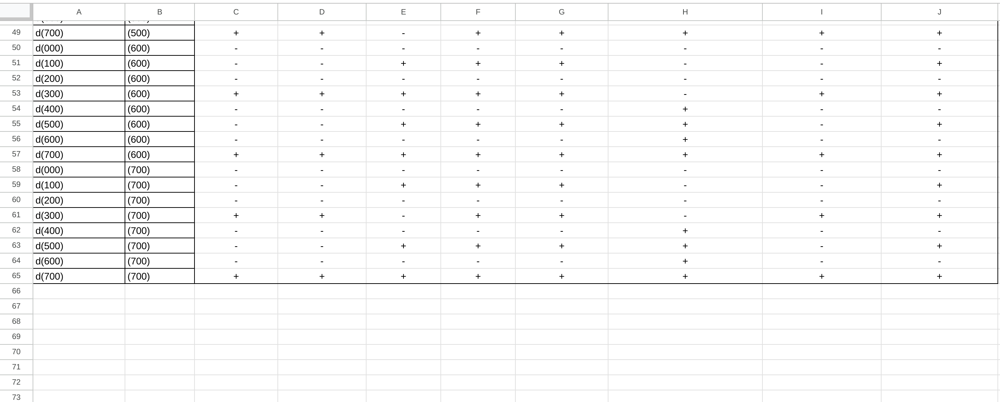 A B C D E F G H I J
49 d(700) (500) + + - + + + + +
50 d(000) (600) - - - - - - - -
51 d(100) (600) - - + + + - - +
52 d(200) (600) - - - - - - - -
53 d(300) (600) + + + + + - + +
54 d(400) (600) - - - - - + - -
55 d(500) (600) - - + + + + - +
56 d(600) (600) - - - - - + - -
57 d(700) (600) + + + + + + + +
58 d(000) (700) - - - - - - - -
59 d(100) (700) - - + + + - - +
60 d(200) (700) - - - - - - - -
61 d(300) (700) + + - + + - + +
62 d(400) (700) - - - - - + - -
63 d(500) (700) - - + + + + - +
64 d(600) (700) - - - - - + - -
65 d(700) (700) + + + + + + + +
66
67
68
69
70
71
72
73